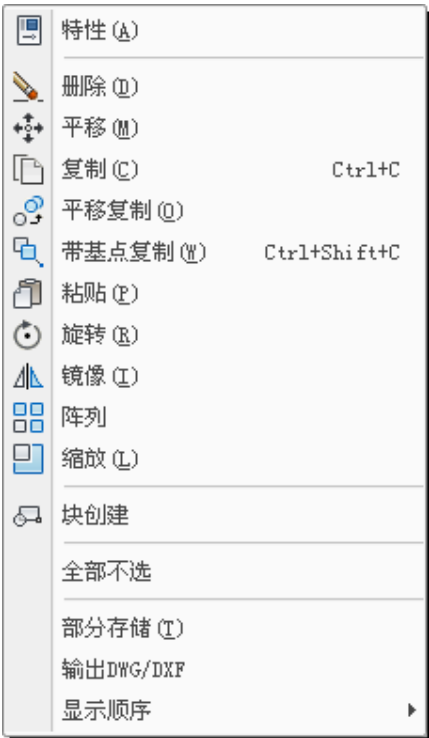 特性(A)
删除(D)
平移(M)
复制(C) Ctrl+C
平移复制(O)
带基点复制(W) Ctrl+Shift+C
粘贴(P)
旋转(R)
镜像(I)
阵列
缩放(L)
块创建
全部不选
部分存储(T)
输出DWG/DXF
显示顺序